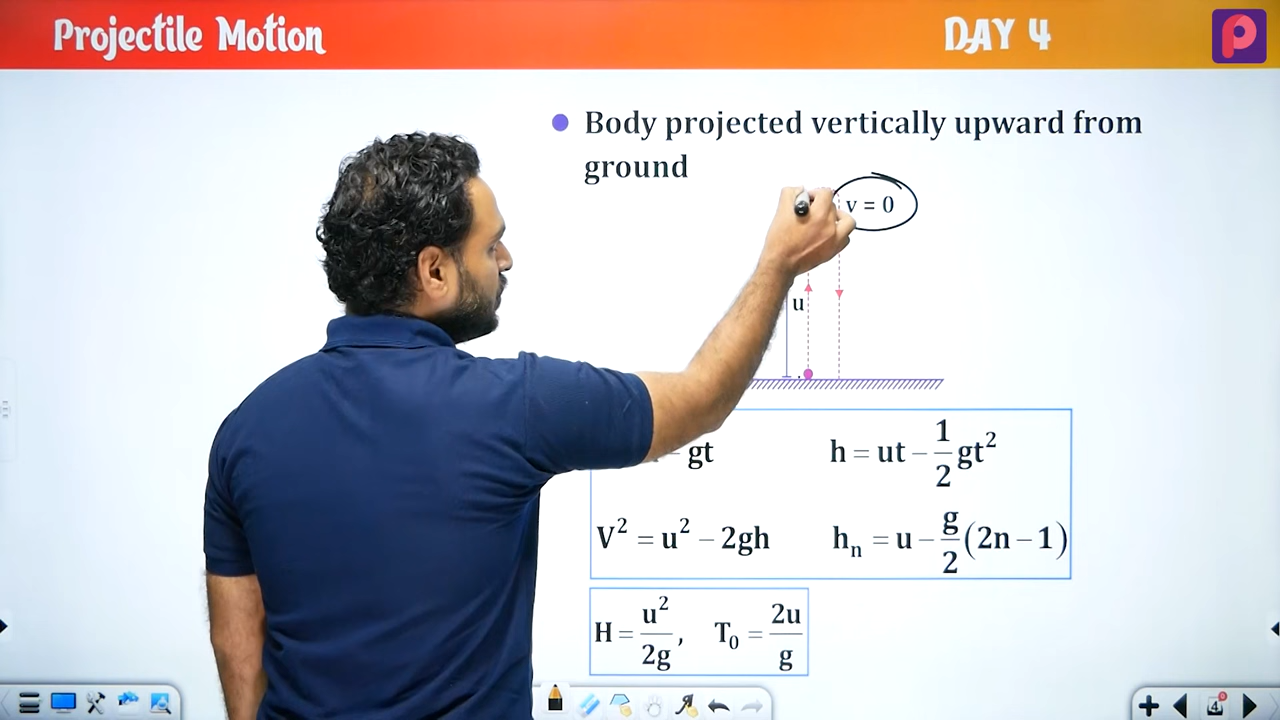 Projectile Motion
DAY 4
Body projected vertically upward from
ground
v = 0
u
- gt
h = ut - 1/2 gt²
V² = u² - 2gh
hₙ = u - g/2 (2n - 1)
H = u²/2g, T₀ = 2u/g
4